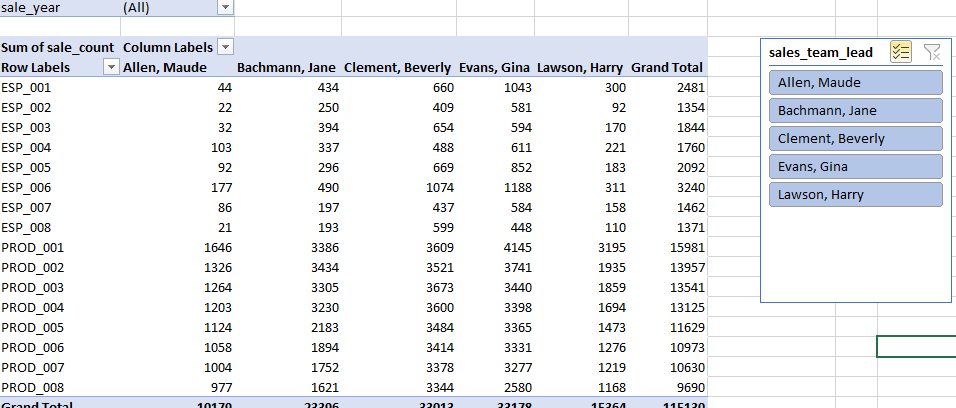 sale_year (All)
Sum of sale_count Column Labels
Row Labels Allen, Maude Bachmann, Jane Clement, Beverly Evans, Gina Lawson, Harry Grand Total
ESP_001 44 434 660 1043 300 2481
ESP_002 22 250 409 581 92 1354
ESP_003 32 394 654 594 170 1844
ESP_004 103 337 488 611 221 1760
ESP_005 92 296 669 852 183 2092
ESP_006 177 490 1074 1188 311 3240
ESP_007 86 197 437 584 158 1462
ESP_008 21 193 599 448 110 1371
PROD_001 1646 3386 3609 4145 3195 15981
PROD_002 1326 3434 3521 3741 1935 13957
PROD_003 1264 3305 3673 3440 1859 13541
PROD_004 1203 3230 3600 3398 1694 13125
PROD_005 1124 2183 3484 3365 1473 11629
PROD_006 1058 1894 3414 3331 1276 10973
PROD_007 1004 1752 3378 3277 1219 10630
PROD_008 977 1621 3344 2580 1168 9690
Grand Total 10179 23396 33013 33178 15364 115130
sales_team_lead
Allen, Maude
Bachmann, Jane
Clement, Beverly
Evans, Gina
Lawson, Harry